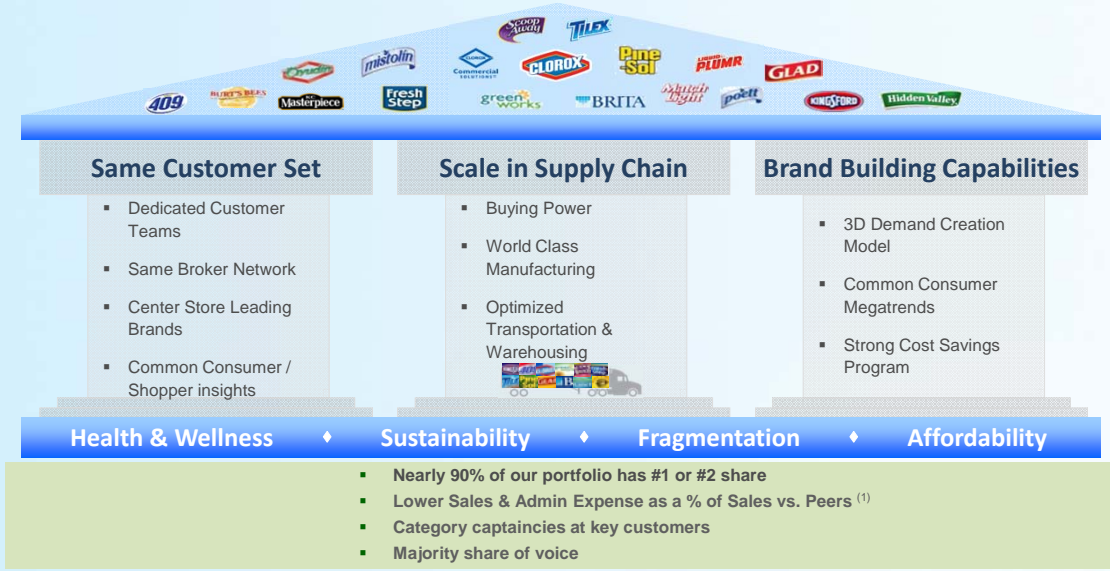 Scoop Away
TILEX
mistolin
CLOROX Commercial SOLUTIONS
CLOROX
Pine-Sol
LIQUID-PLUMR
GLAD
Ayudin
409
BURT'S BEES
Masterpiece
Fresh Step
green works
BRITA
poett
KINGSFORD
Hidden Valley
Same Customer Set
Scale in Supply Chain
Brand Building Capabilities
▪ Dedicated Customer
Teams
▪ Same Broker Network
▪ Center Store Leading
Brands
▪ Common Consumer /
Shopper insights
▪ Buying Power
▪ World Class
Manufacturing
▪ Optimized
Transportation &
Warehousing
▪ 3D Demand Creation
Model
▪ Common Consumer
Megatrends
▪ Strong Cost Savings
Program
Health & Wellness ♦ Sustainability ♦ Fragmentation ♦ Affordability
▪ Nearly 90% of our portfolio has #1 or #2 share
▪ Lower Sales & Admin Expense as a % of Sales vs. Peers (1)
▪ Category captaincies at key customers
▪ Majority share of voice